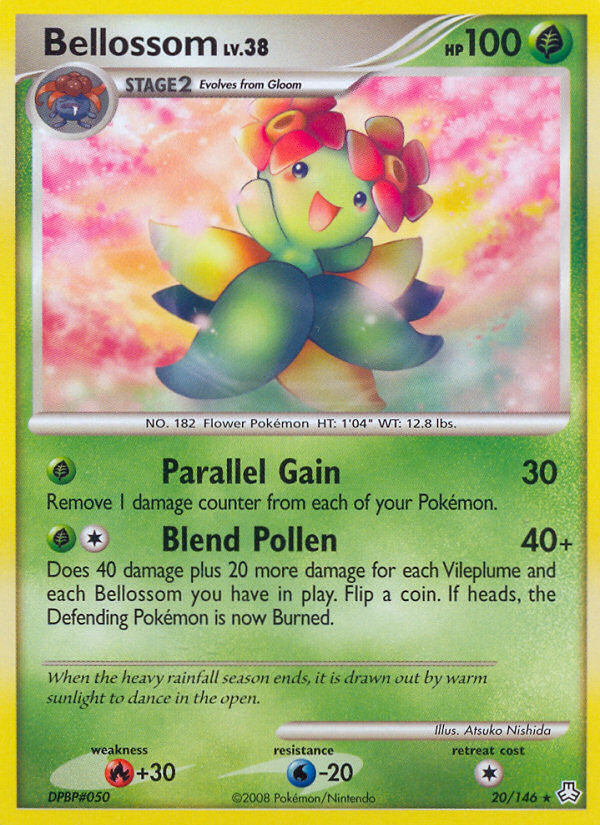 Bellossom LV.38 HP 100
STAGE2 Evolves from Gloom
NO. 182 Flower Pokémon HT: 1'04" WT: 12.8 lbs.
Parallel Gain 30
Remove 1 damage counter from each of your Pokémon.
Blend Pollen 40+
Does 40 damage plus 20 more damage for each Vileplume and
each Bellossom you have in play. Flip a coin. If heads, the
Defending Pokémon is now Burned.
When the heavy rainfall season ends, it is drawn out by warm
sunlight to dance in the open.
Illus. Atsuko Nishida
weakness resistance retreat cost
+30 -20
DPBP#050 ©2008 Pokémon/Nintendo 20/146 ★